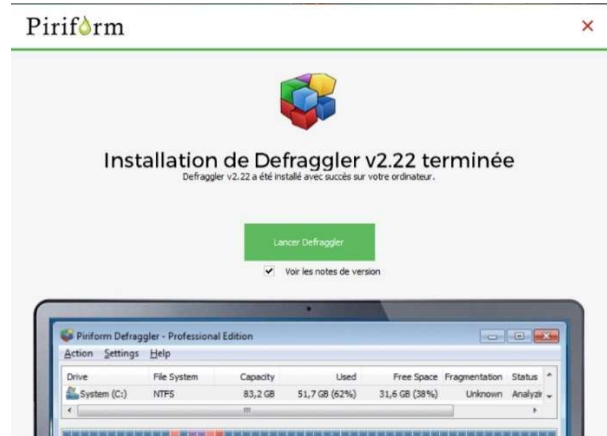 Piriform
Installation de Defraggler v2.22 terminée
Defraggler v2.22 a été installé avec succès sur votre ordinateur.
Lancer Defraggler
Voir les notes de version
Piriform Defraggler - Professional Edition
Action Settings Help
Drive File System Capacity Used Free Space Fragmentation Status
System (C:) NTFS 83,2 GB 51,7 GB (62%) 31,6 GB (38%) Unknown Analyzir